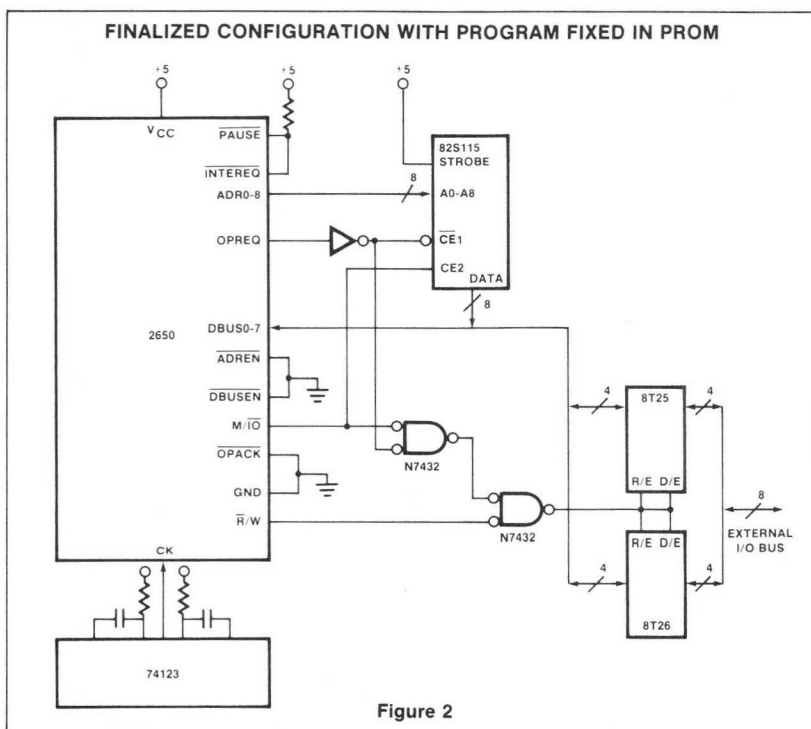 FINALIZED CONFIGURATION WITH PROGRAM FIXED IN PROM
+5
+5
+5
VCC
PAUSE
INTEREQ
ADR0-8
OPREQ
DBUS0-7
2650
ADREN
DBUSEN
M/IO
OPACK
GND
R/W
CK
82S115
STROBE
8
A0-A8
CE1
CE2
DATA
8
N7432
N7432
4
8T25
4
R/E D/E
8
EXTERNAL
I/O BUS
R/E D/E
4
4
8T26
74123
Figure 2